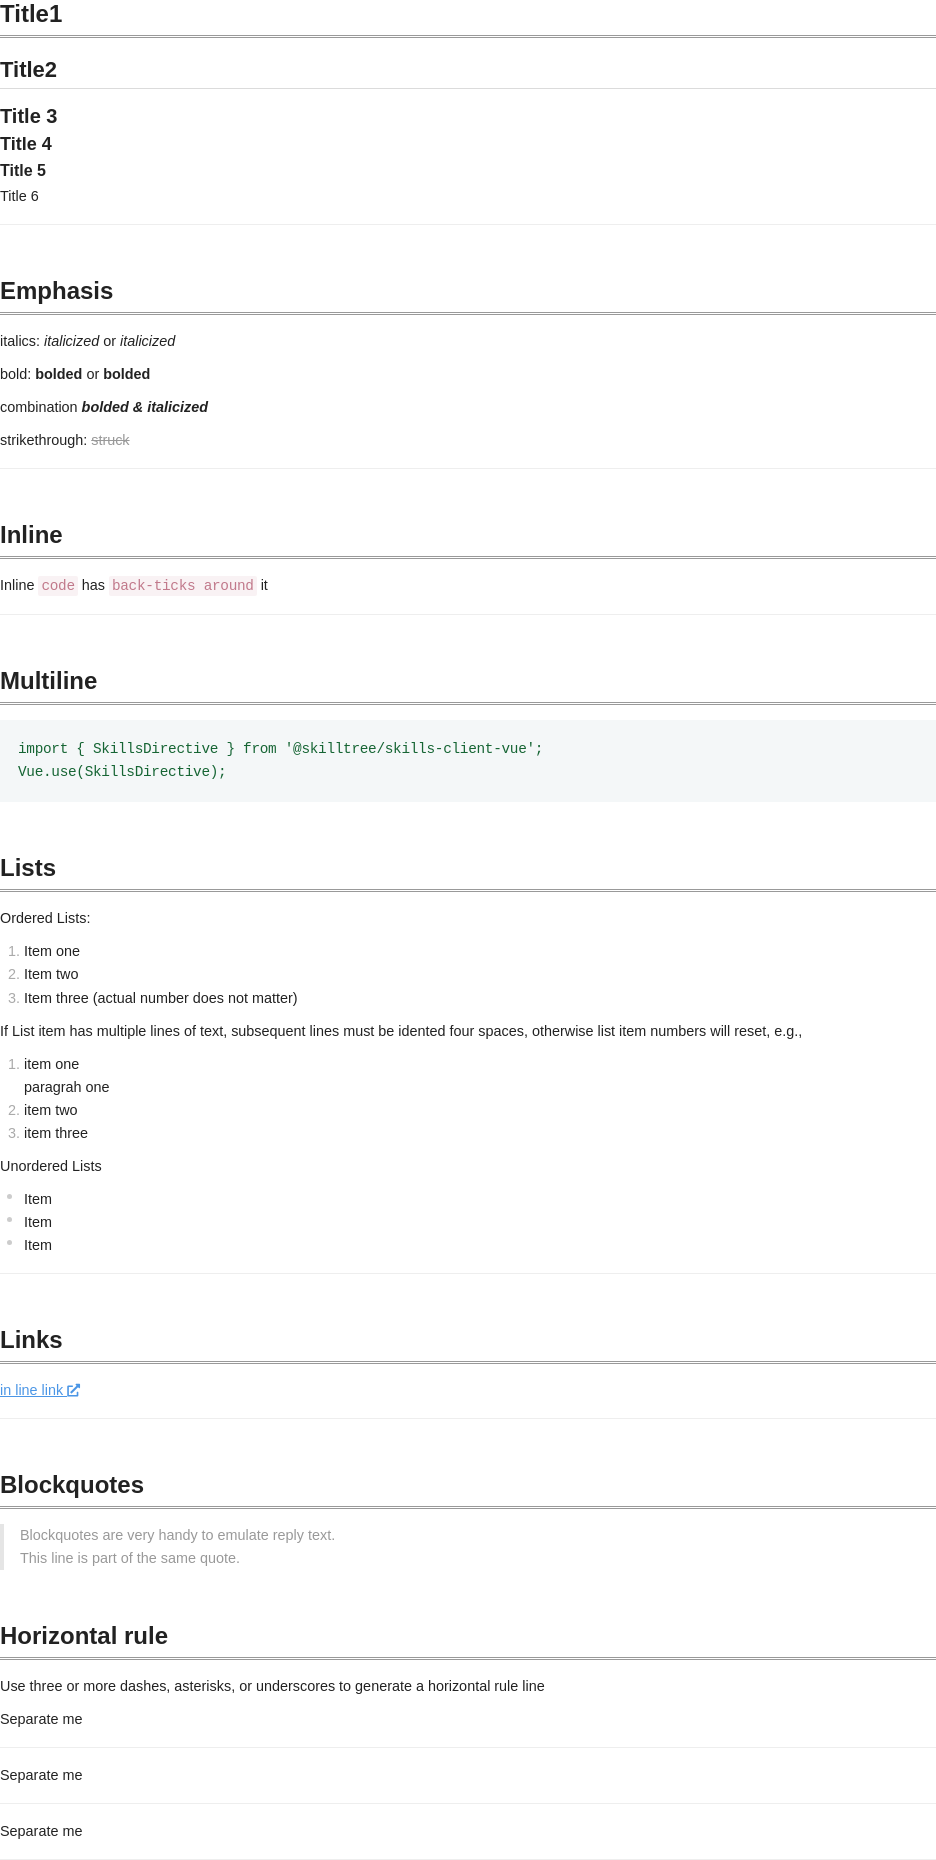 Title1
Title2
Title 3
Title 4
Title 5
Title 6
Emphasis
italics: italicized or italicized
bold: bolded or bolded
combination bolded & italicized
strikethrough: struck
Inline
Inline code has back-ticks around it
Multiline
import { SkillsDirective } from '@skilltree/skills-client-vue';
Vue.use(SkillsDirective);
Lists
Ordered Lists:
1. Item one
2. Item two
3. Item three (actual number does not matter)
If List item has multiple lines of text, subsequent lines must be idented four spaces, otherwise list item numbers will reset, e.g.,
1. item one
paragrah one
2. item two
3. item three
Unordered Lists
• Item
• Item
• Item
Links
in line link
Blockquotes
Blockquotes are very handy to emulate reply text.
This line is part of the same quote.
Horizontal rule
Use three or more dashes, asterisks, or underscores to generate a horizontal rule line
Separate me
Separate me
Separate me